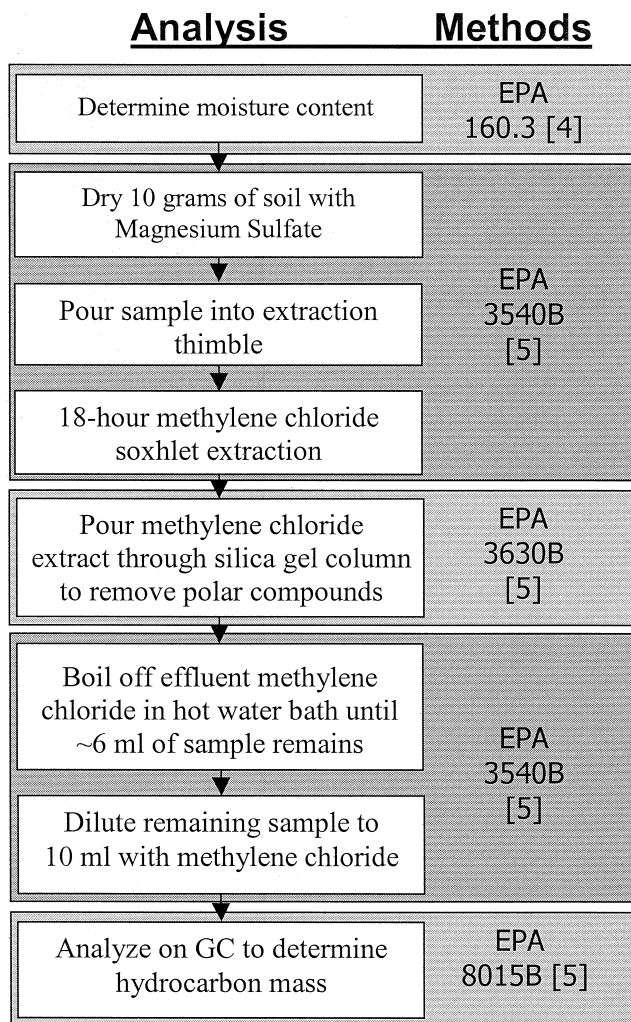 Analysis Methods
Determine moisture content
EPA
160.3 [4]
Dry 10 grams of soil with
Magnesium Sulfate
Pour sample into extraction
thimble
18-hour methylene chloride
soxhlet extraction
EPA
3540B
[5]
Pour methylene chloride
extract through silica gel column
to remove polar compounds
EPA
3630B
[5]
Boil off effluent methylene
chloride in hot water bath until
~6 ml of sample remains
Dilute remaining sample to
10 ml with methylene chloride
EPA
3540B
[5]
Analyze on GC to determine
hydrocarbon mass
EPA
8015B [5]